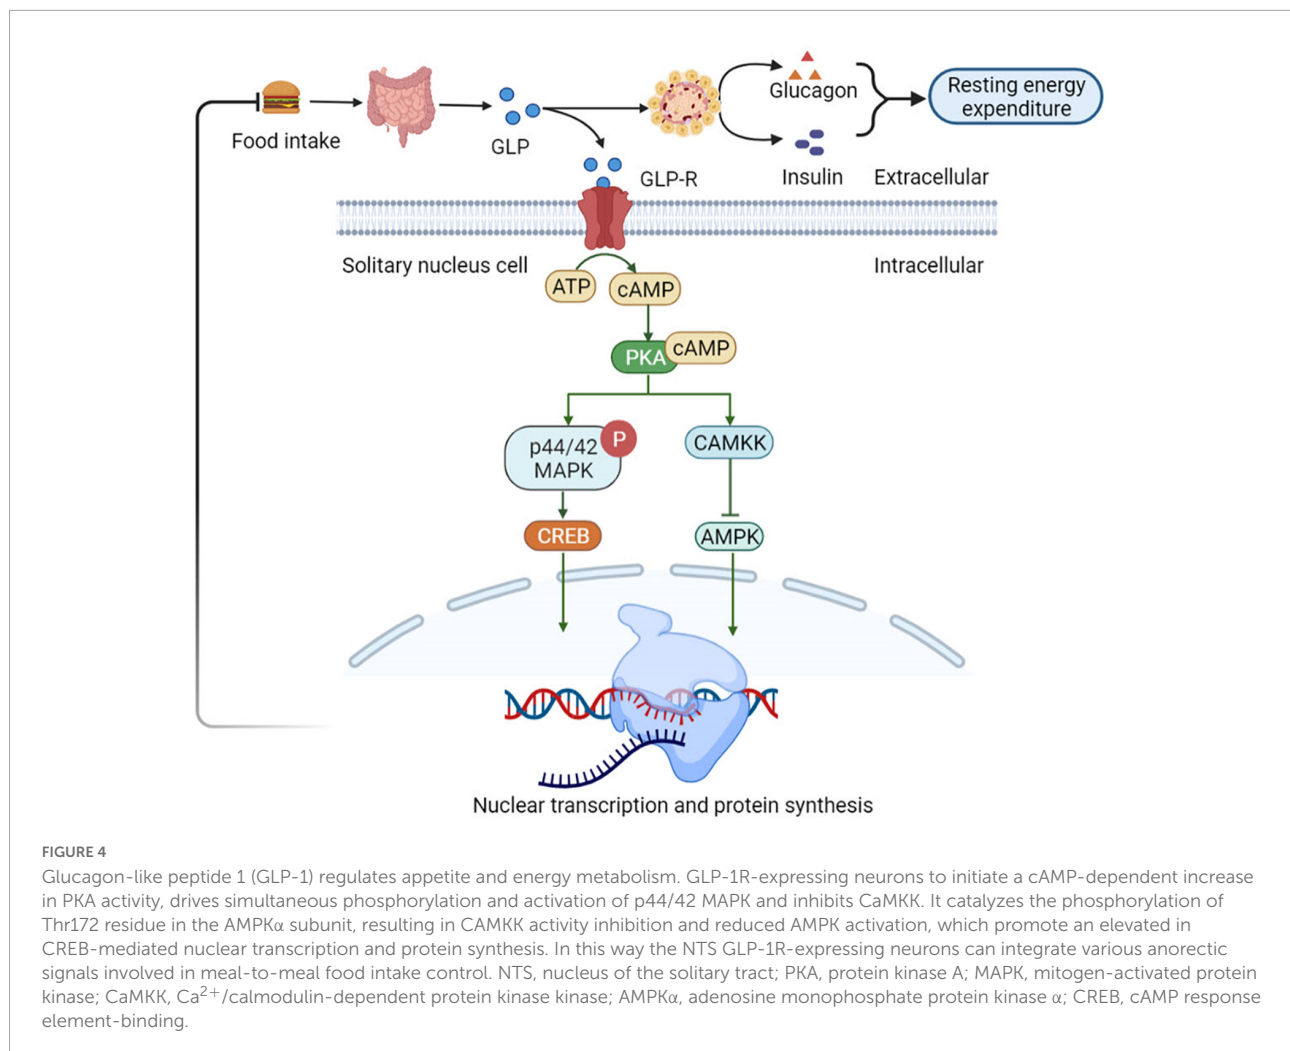 Food intake
GLP
Glucagon
Insulin
Resting energy
expenditure
GLP-R
Extracellular
Solitary nucleus cell
Intracellular
ATP
cAMP
PKA
cAMP
p44/42
MAPK
P
CAMKK
CREB
AMPK
Nuclear transcription and protein synthesis
FIGURE 4
Glucagon-like peptide 1 (GLP-1) regulates appetite and energy metabolism. GLP-1R-expressing neurons to initiate a cAMP-dependent increase
in PKA activity, drives simultaneous phosphorylation and activation of p44/42 MAPK and inhibits CaMKK. It catalyzes the phosphorylation of
Thr172 residue in the AMPKα subunit, resulting in CAMKK activity inhibition and reduced AMPK activation, which promote an elevated in
CREB-mediated nuclear transcription and protein synthesis. In this way the NTS GLP-1R-expressing neurons can integrate various anorectic
signals involved in meal-to-meal food intake control. NTS, nucleus of the solitary tract; PKA, protein kinase A; MAPK, mitogen-activated protein
kinase; CaMKK, Ca²⁺/calmodulin-dependent protein kinase kinase; AMPKα, adenosine monophosphate protein kinase α; CREB, cAMP response
element-binding.